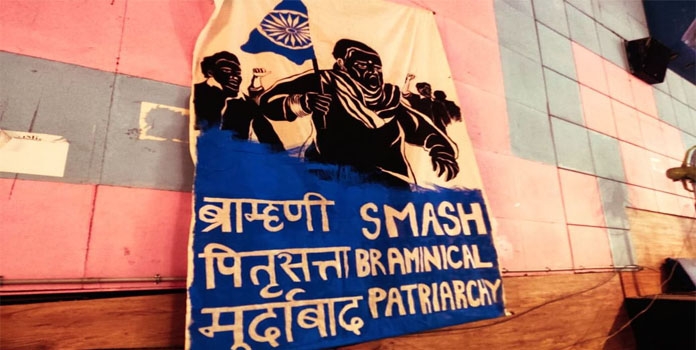 ब्राम्हणी
पितृसत्ता
मूर्दाबाद
SMASH
BRAMINICAL
PATRIARCHY